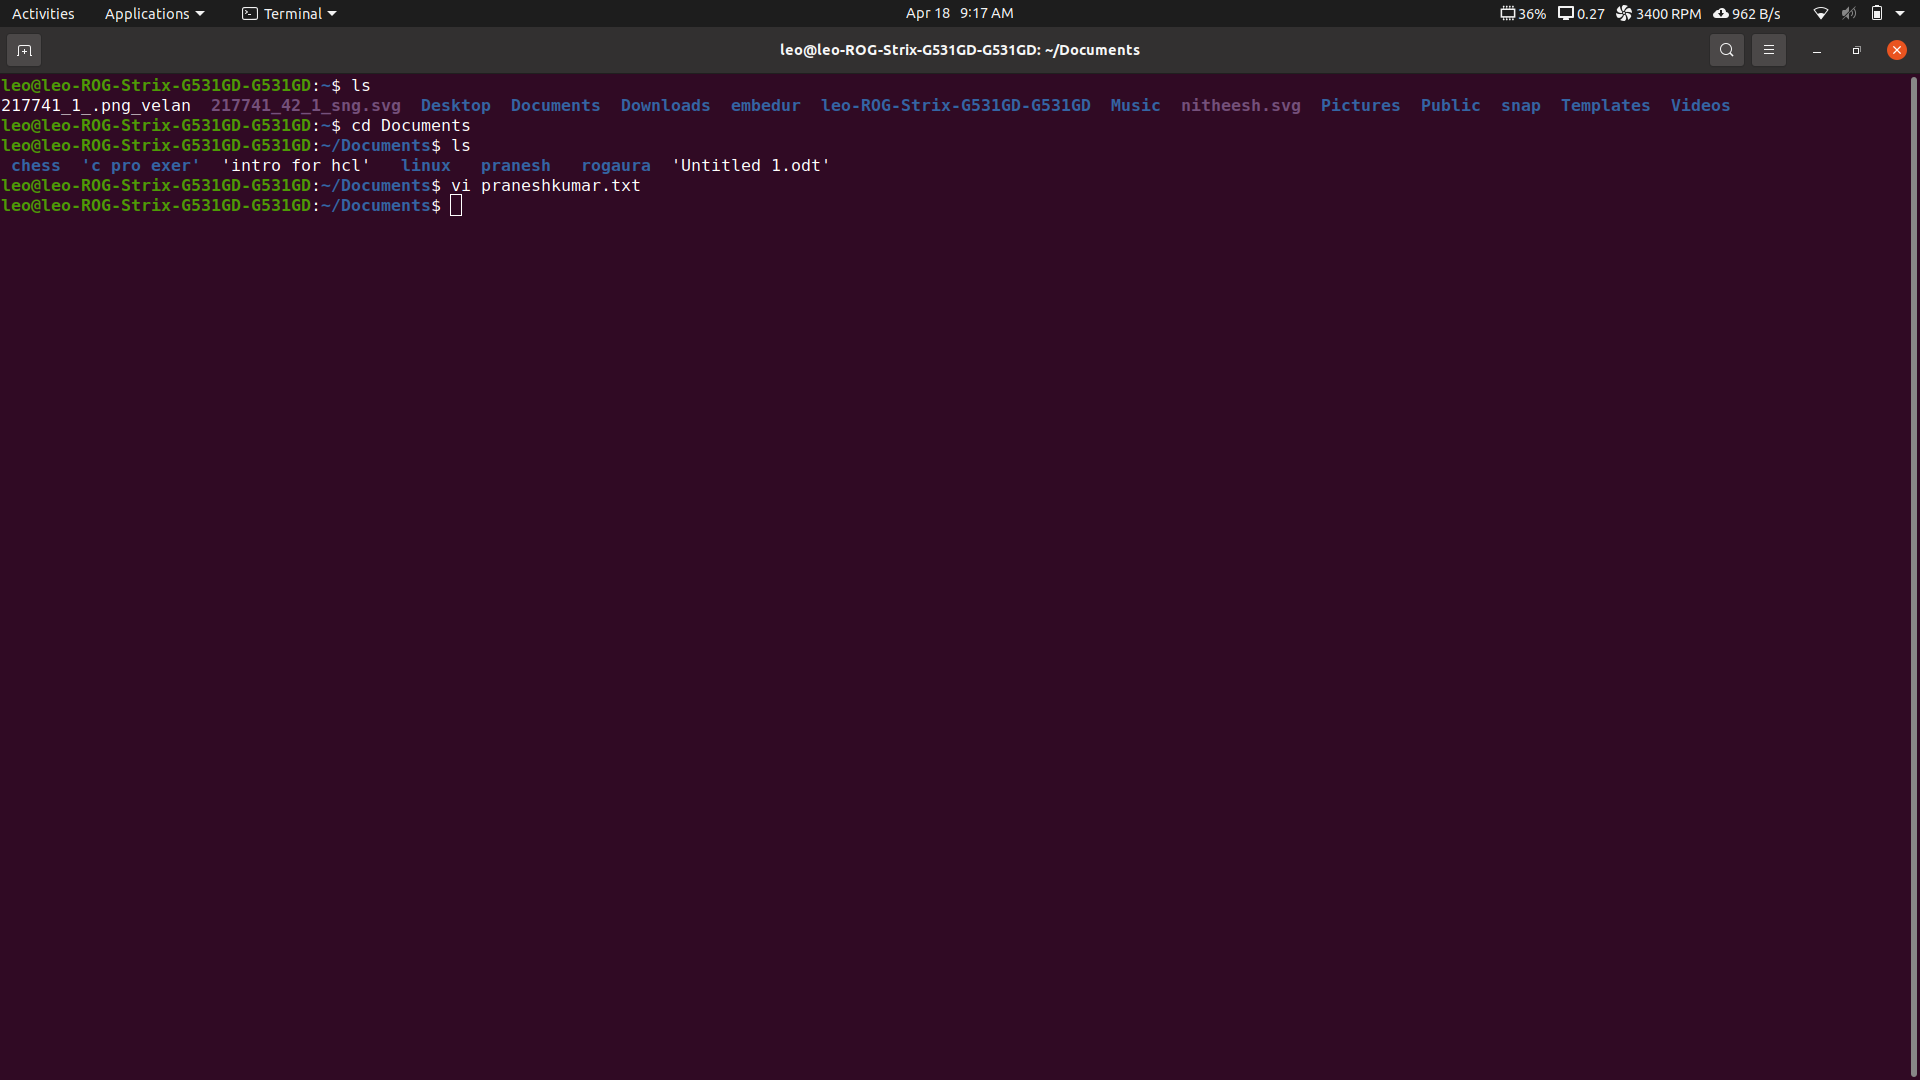 Activities Applications Terminal Apr 18 9:17 AM 36% 0.27 3400 RPM 962 B/s
leo@leo-ROG-Strix-G531GD-G531GD: ~/Documents
leo@leo-ROG-Strix-G531GD-G531GD:~$ ls
217741_1_.png_velan 217741_42_1_sng.svg Desktop Documents Downloads embedur leo-ROG-Strix-G531GD-G531GD Music nitheesh.svg Pictures Public snap Templates Videos
leo@leo-ROG-Strix-G531GD-G531GD:~$ cd Documents
leo@leo-ROG-Strix-G531GD-G531GD:~/Documents$ ls
chess 'c pro exer' 'intro for hcl' linux pranesh rogaura 'Untitled 1.odt'
leo@leo-ROG-Strix-G531GD-G531GD:~/Documents$ vi praneshkumar.txt
leo@leo-ROG-Strix-G531GD-G531GD:~/Documents$